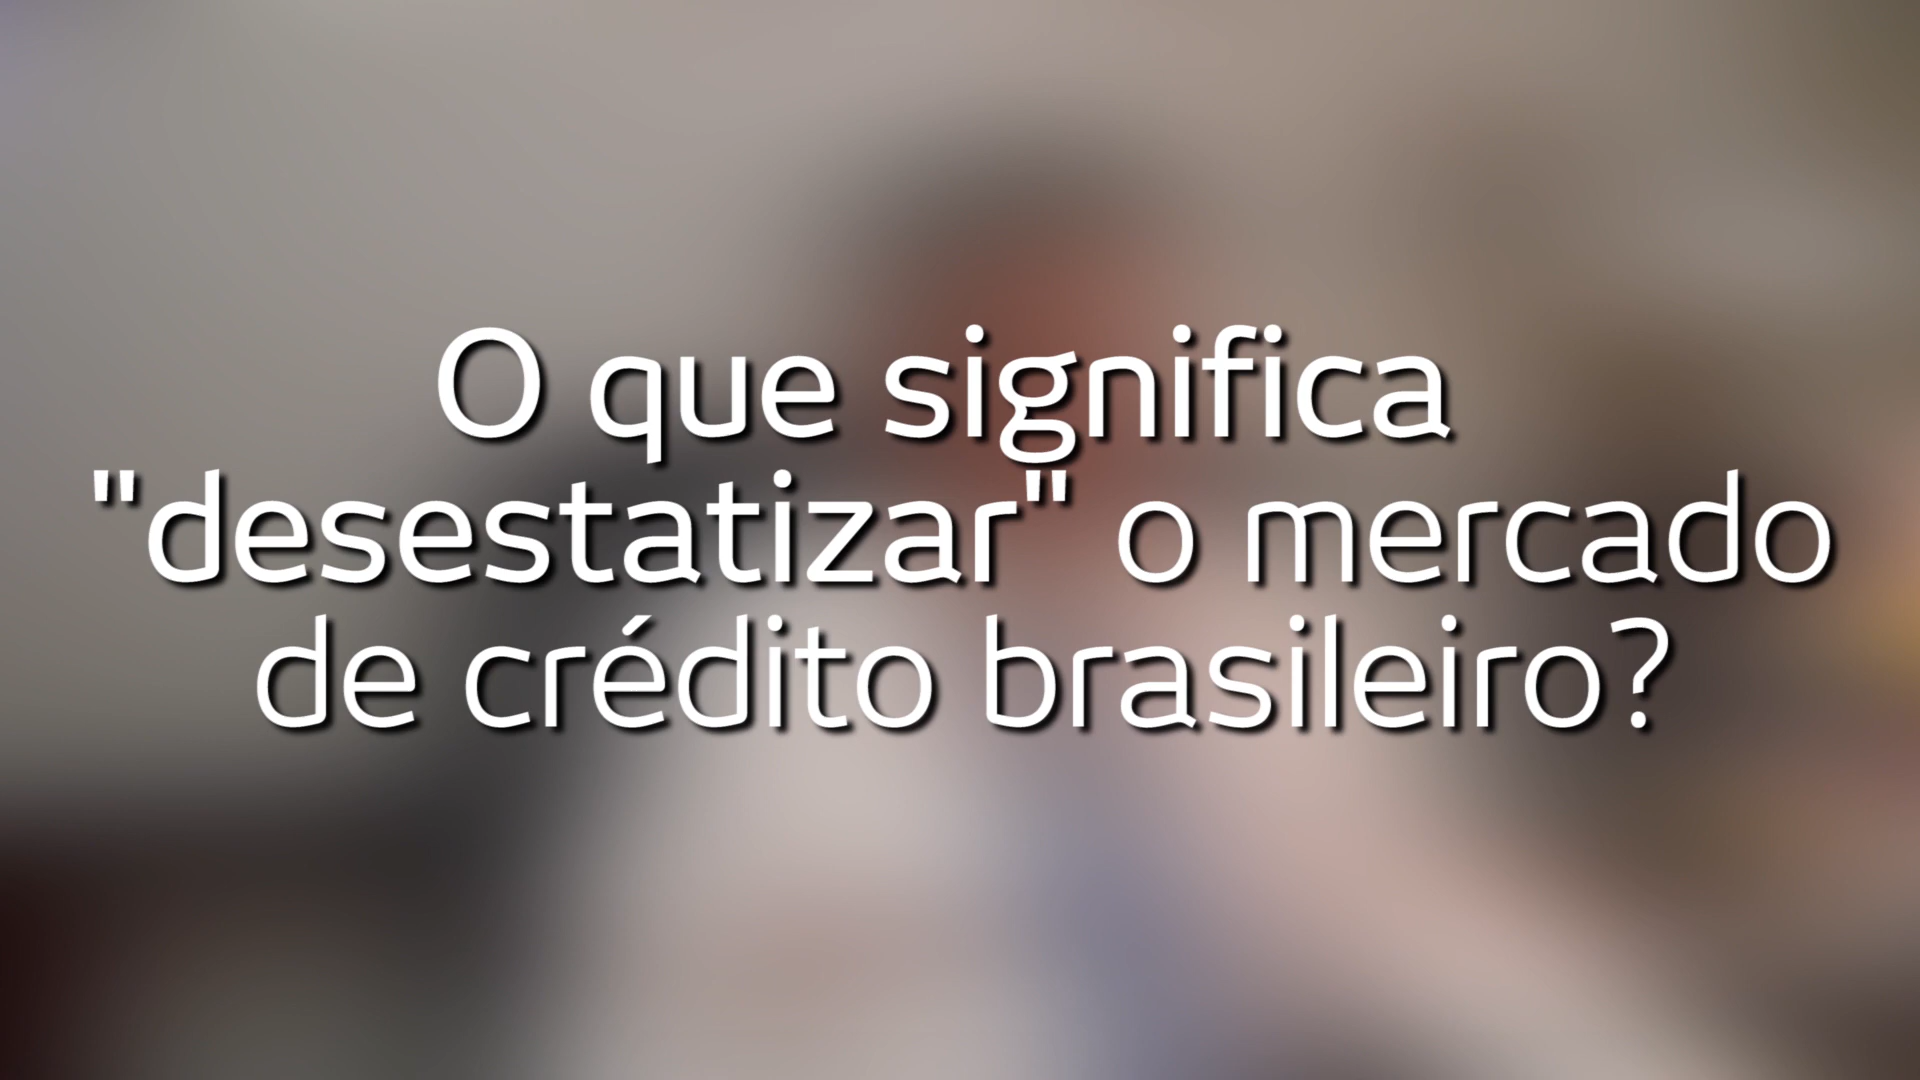 O que significa
"desestatizar" o mercado
de crédito brasileiro?